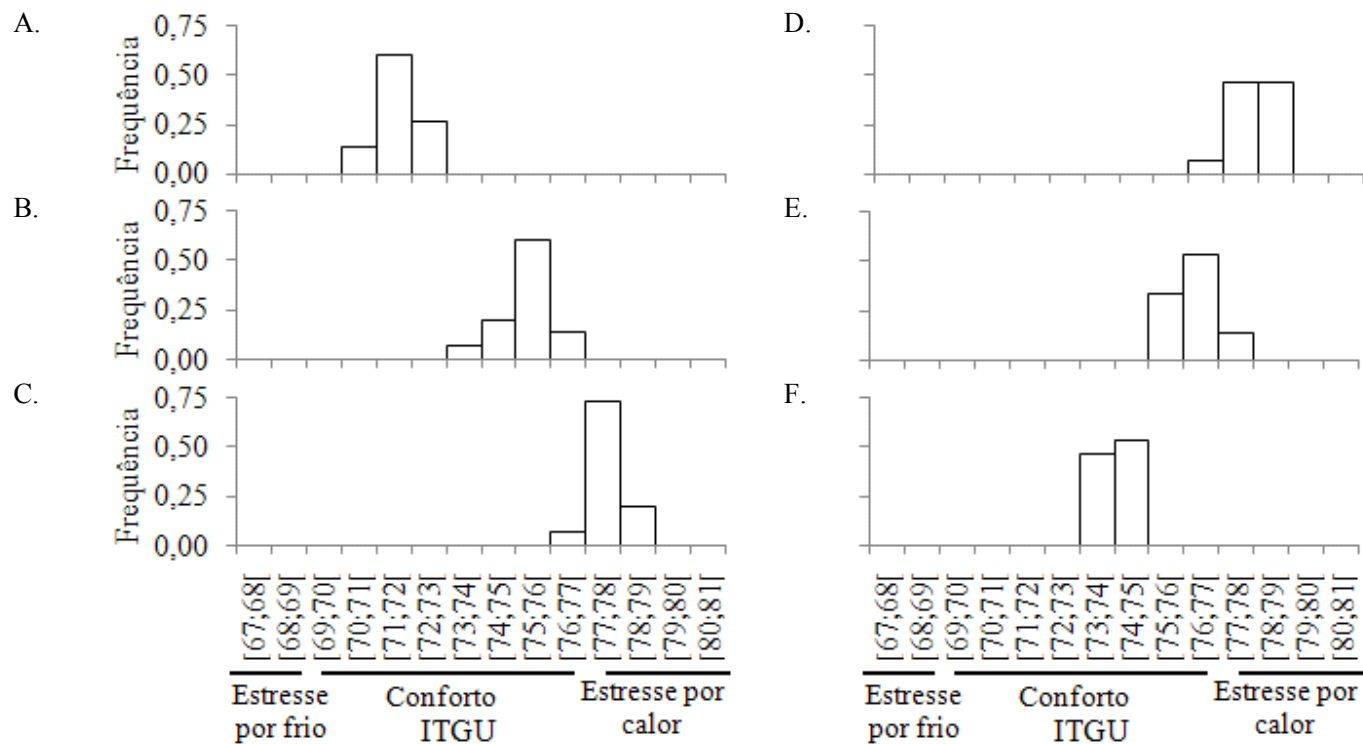 A.
Frequência
0,75
0,50
0,25
0,00
B.
Frequência
0,75
0,50
0,25
0,00
C.
Frequência
0,75
0,50
0,25
0,00
D.
E.
F.
[67;68[
[68;69[
[69;70[
[70;71[
[71;72[
[72;73[
[73;74[
[74;75[
[75;76[
[76;77[
[77;78[
[78;79[
[79;80[
[80;81[
Estresse
por frio
Conforto
ITGU
Estresse por
calor
[67;68[
[68;69[
[69;70[
[70;71[
[71;72[
[72;73[
[73;74[
[74;75[
[75;76[
[76;77[
[77;78[
[78;79[
[79;80[
[80;81[
Estresse
por frio
Conforto
ITGU
Estresse por
calor